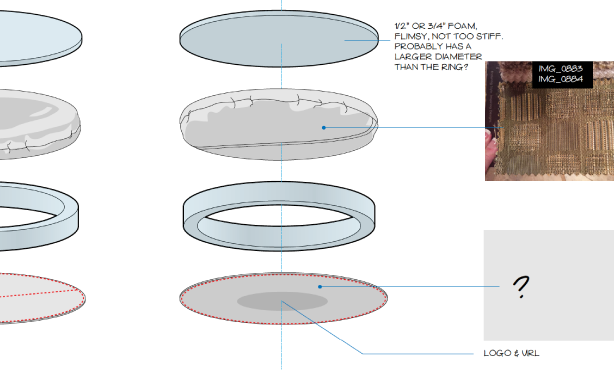 1/2" OR 3/4" FOAM,
FLIMSY, NOT TOO STIFF.
PROBABLY HAS A
LARGER DIAMETER
THAN THE RING?
IMG_0883
IMG_0884
?
LOGO & URL